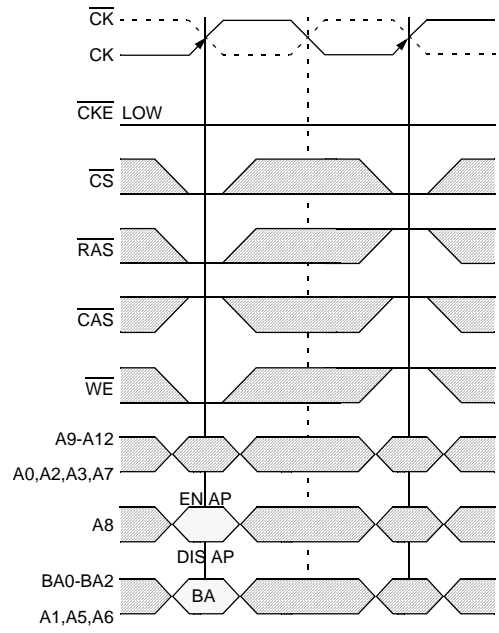 CK
CK
CKE LOW
CS
RAS
CAS
WE
A9-A12
A0,A2,A3,A7
EN AP
A8
DIS AP
BA0-BA2
BA
A1,A5,A6